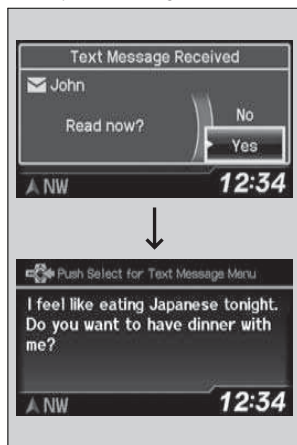 Text Message Received
John
Read now?
No
Yes
NW
12:34
Push Select for Text Message Menu
I feel like eating Japanese tonight.
Do you want to have dinner with
me?
NW
12:34